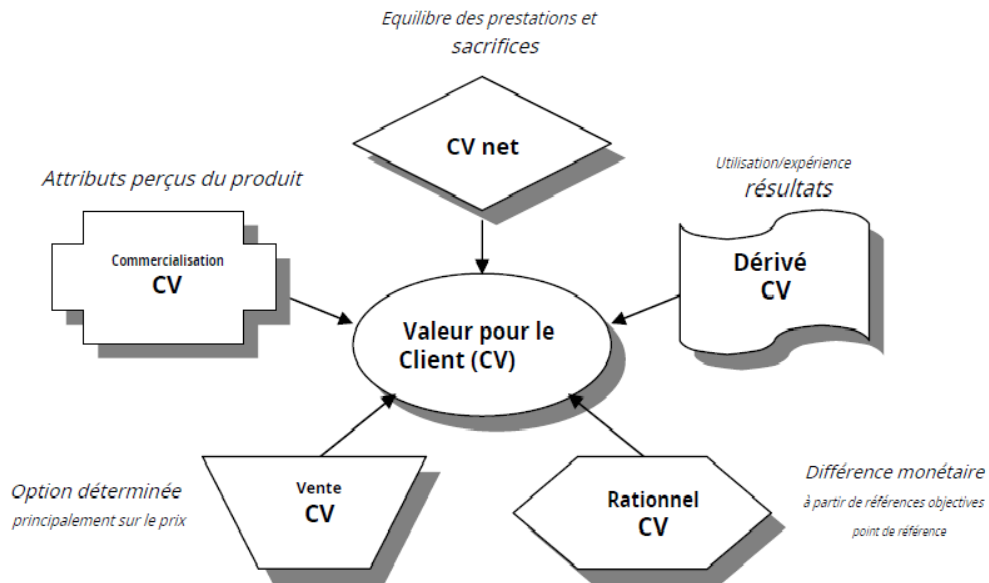 Equilibre des prestations et
sacrifices
CV net
Attributs perçus du produit
Commercialisation
CV
Utilisation/expérience
résultats
Dérivé
CV
Valeur pour le
Client (CV)
Option déterminée
principalement sur le prix
Vente
CV
Rationnel
CV
Différence monétaire
à partir de références objectives
point de référence